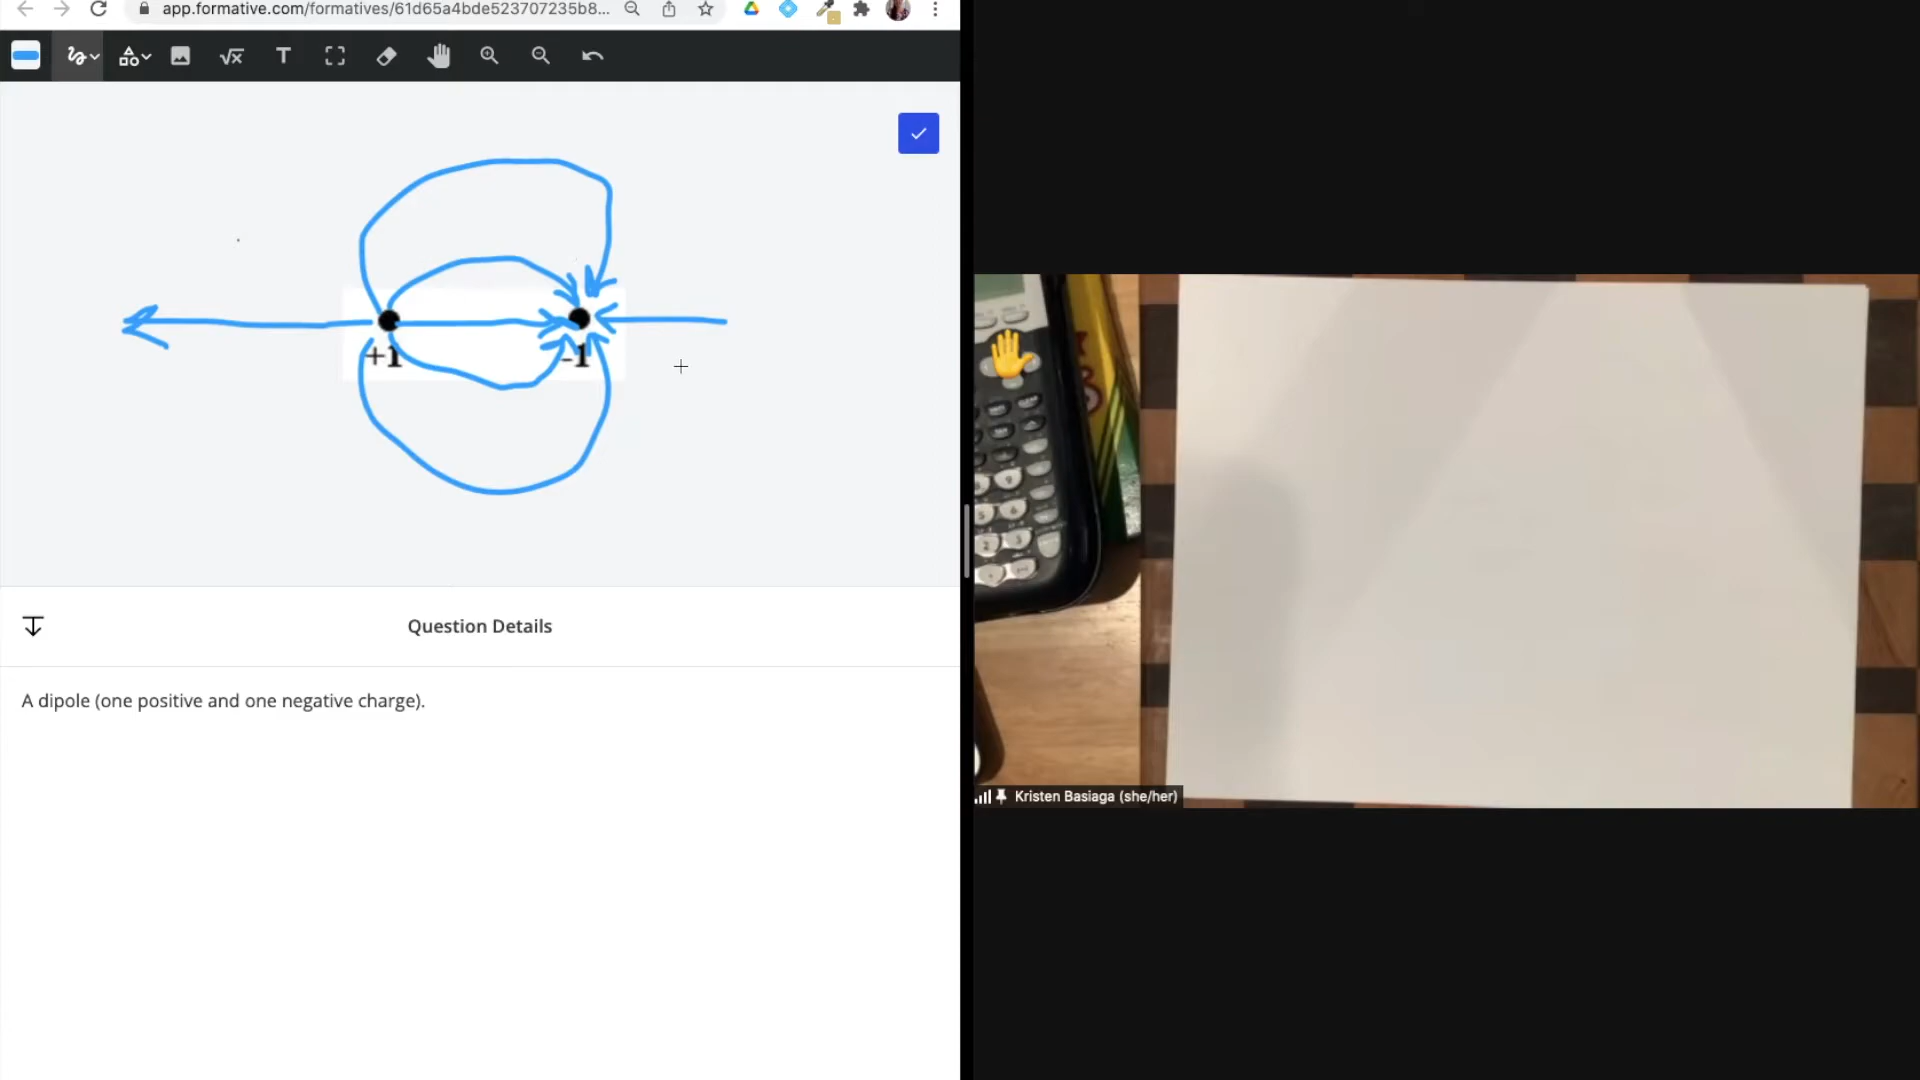 app.formative.com/formatives/61d65a4bde523707235b8...
T
+1
-1
Question Details
A dipole (one positive and one negative charge).
Kristen Basiaga (she/her)